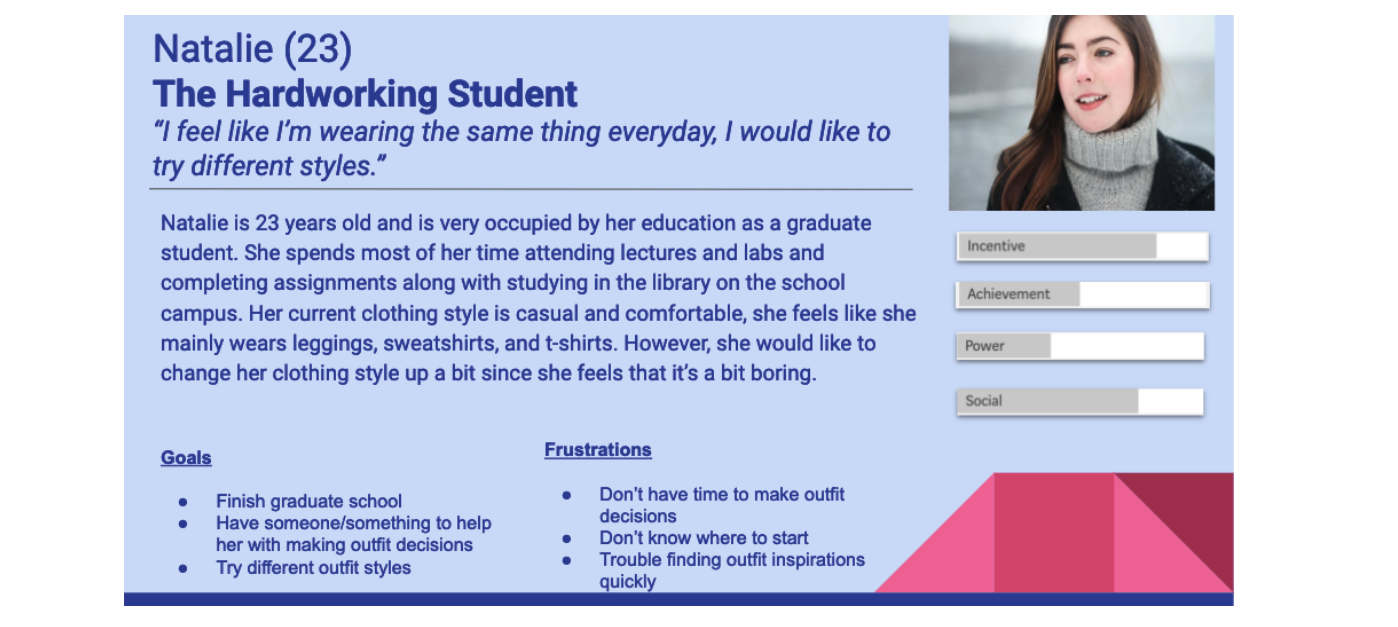 Natalie (23)
The Hardworking Student
“I feel like I’m wearing the same thing everyday, I would like to
try different styles.”
Natalie is 23 years old and is very occupied by her education as a graduate
student. She spends most of her time attending lectures and labs and
completing assignments along with studying in the library on the school
campus. Her current clothing style is casual and comfortable, she feels like she
mainly wears leggings, sweatshirts, and t-shirts. However, she would like to
change her clothing style up a bit since she feels that it’s a bit boring.
Incentive
Achievement
Power
Social
Goals
● Finish graduate school
● Have someone/something to help
her with making outfit decisions
● Try different outfit styles
Frustrations
● Don’t have time to make outfit
decisions
● Don’t know where to start
● Trouble finding outfit inspirations
quickly